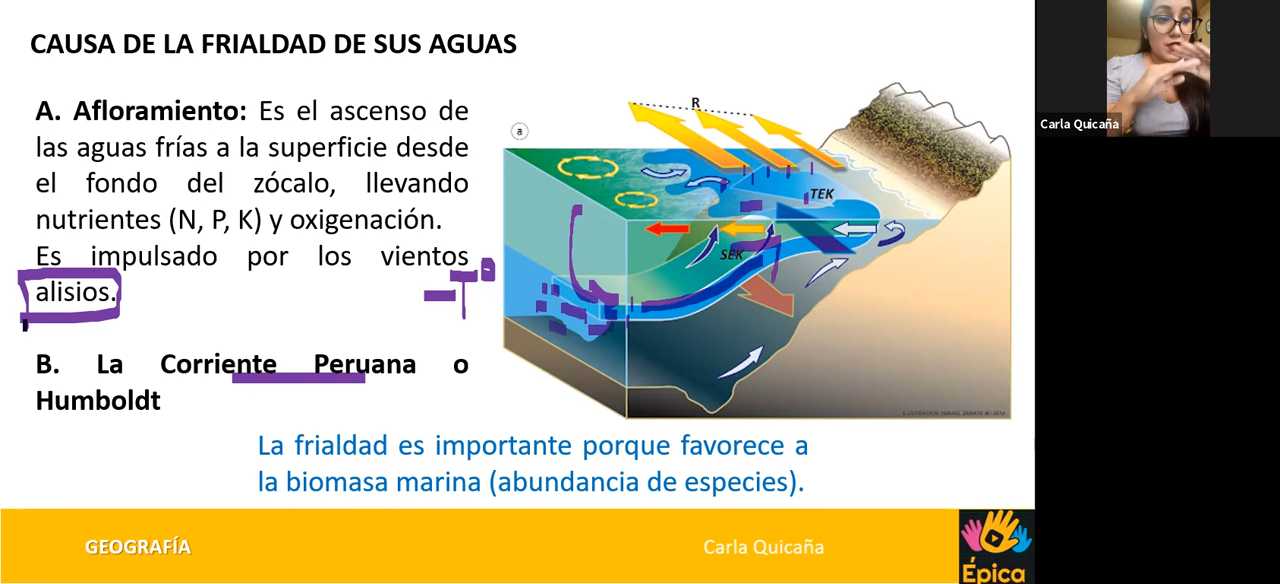 CAUSA DE LA FRIALDAD DE SUS AGUAS
A. Afloramiento: Es el ascenso de
las aguas frías a la superficie desde
el fondo del zócalo, llevando
nutrientes (N, P, K) y oxigenación.
Es impulsado por los vientos
alisios.
-T°
B. La Corriente Peruana o
Humboldt
R
a
TEK
SEK
La frialdad es importante porque favorece a
la biomasa marina (abundancia de especies).
GEOGRAFÍA
Carla Quicaña
Épica
Carla Quicaña